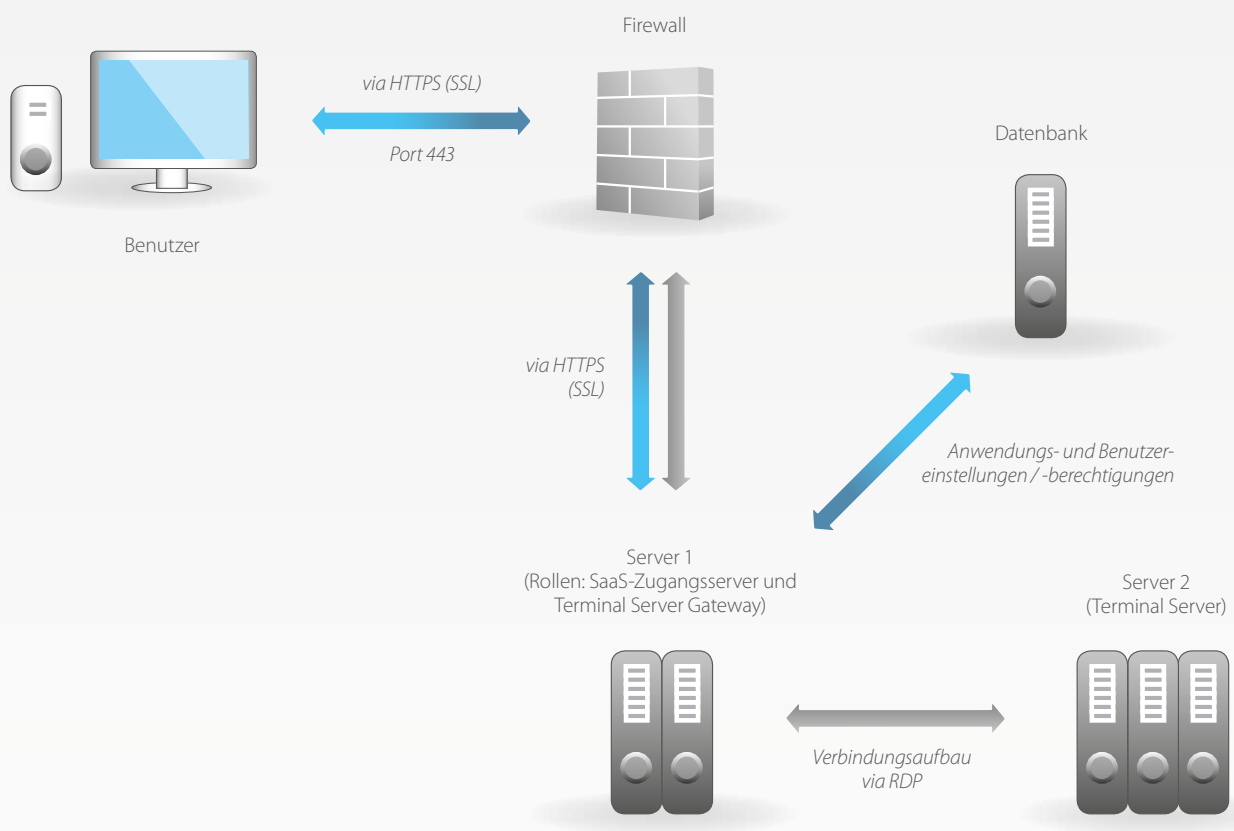 Firewall
via HTTPS (SSL)
Port 443
Benutzer
Datenbank
via HTTPS
(SSL)
Anwendungs- und Benutzer-
einstellungen / -berechtigungen
Server 1
(Rollen: SaaS-Zugangsserver und
Terminal Server Gateway)
Server 2
(Terminal Server)
Verbindungsaufbau
via RDP